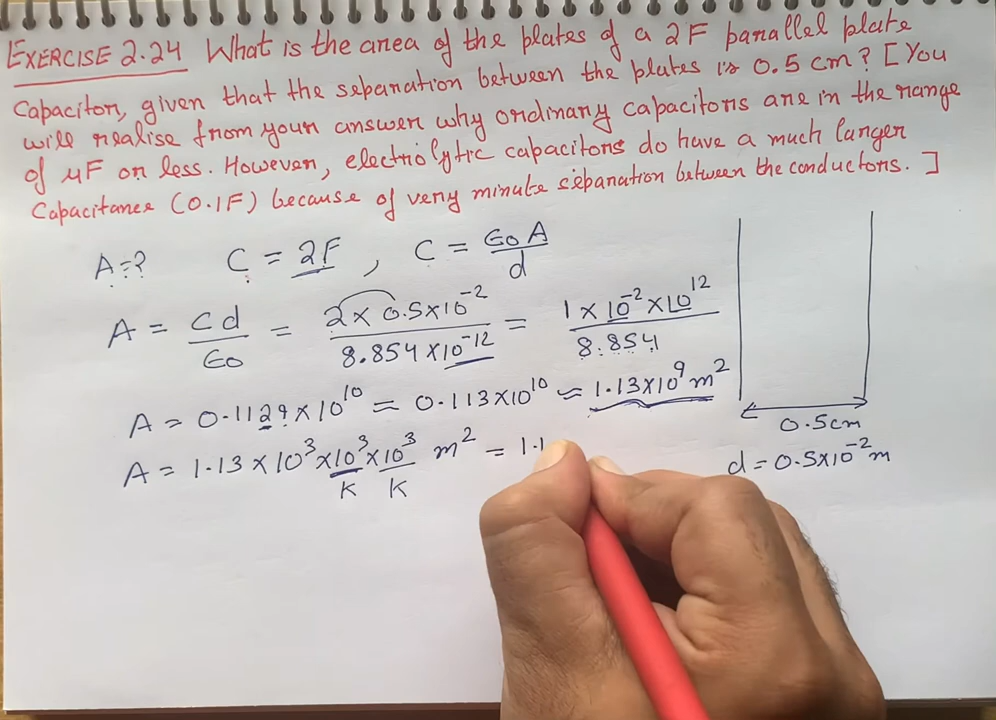 EXERCISE 2.24 What is the area of the plates of a 2F parallel plate
capacitor, given that the separation between the plates is 0.5 cm? [You
will realise from your answer why ordinary capacitors are in the range
of μF or less. However, electrolytic capacitors do have a much larger
Capacitance (0.1F) because of very minute separation between the conductors.]
A=? C = 2F, C = ϵ0 A / d
A = Cd / ϵ0 = 2 × 0.5×10⁻² / 8.854×10⁻¹² = 1 × 10⁻² × 10¹² / 8.854
A = 0.1129 × 10¹⁰ = 0.113×10¹⁰ ≈ 1.13×10⁹ m²
0.5cm
A = 1.13 × 10³ × 10³ × 10³ m² = 1.1
d = 0.5×10⁻² m
K K